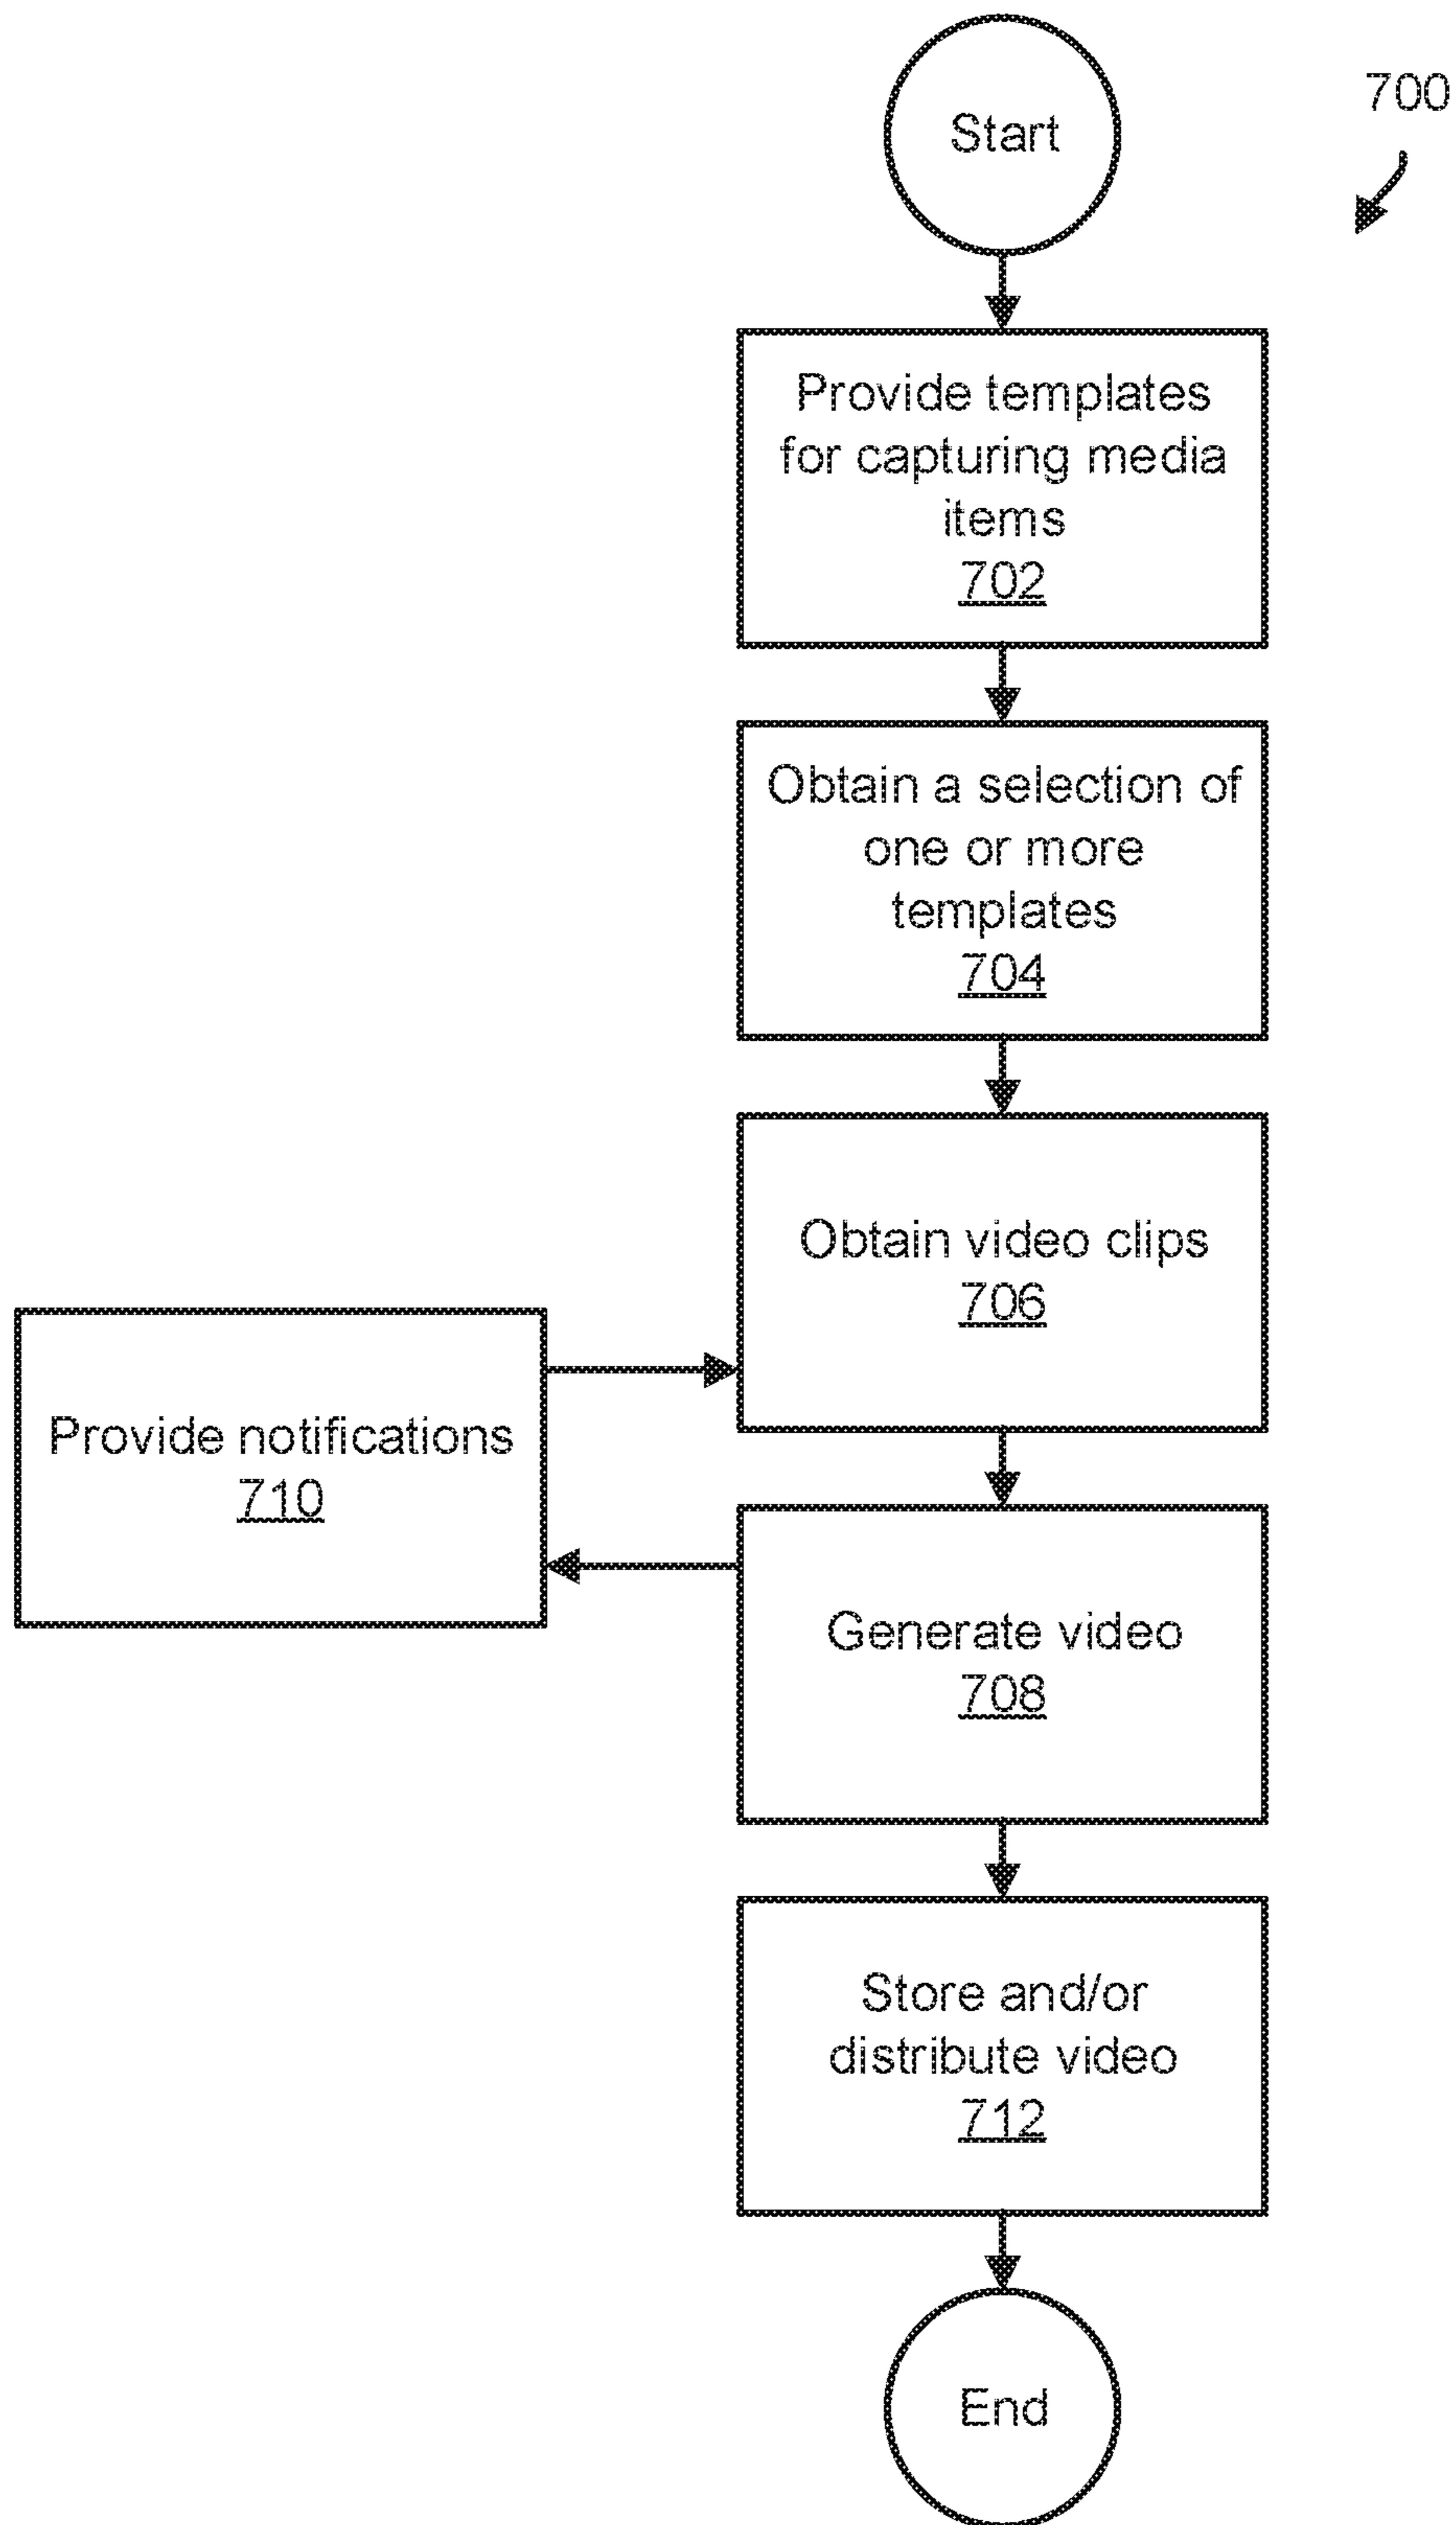 700
Start
Provide templates
for capturing media
items
702
Obtain a selection of
one or more
templates
704
Obtain video clips
706
Provide notifications
710
Generate video
708
Store and/or
distribute video
712
End